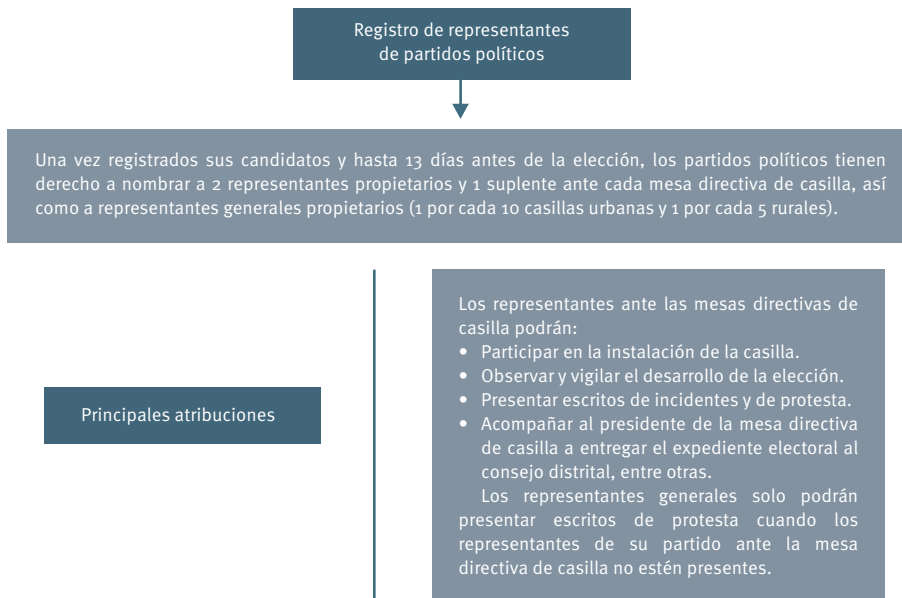 Registro de representantes
de partidos políticos
Una vez registrados sus candidatos y hasta 13 días antes de la elección, los partidos políticos tienen
derecho a nombrar a 2 representantes propietarios y 1 suplente ante cada mesa directiva de casilla, así
como a representantes generales propietarios (1 por cada 10 casillas urbanas y 1 por cada 5 rurales).
Principales atribuciones
Los representantes ante las mesas directivas de
casilla podrán:
• Participar en la instalación de la casilla.
• Observar y vigilar el desarrollo de la elección.
• Presentar escritos de incidentes y de protesta.
• Acompañar al presidente de la mesa directiva
de casilla a entregar el expediente electoral al
consejo distrital, entre otras.
Los representantes generales solo podrán
presentar escritos de protesta cuando los
representantes de su partido ante la mesa
directiva de casilla no estén presentes.